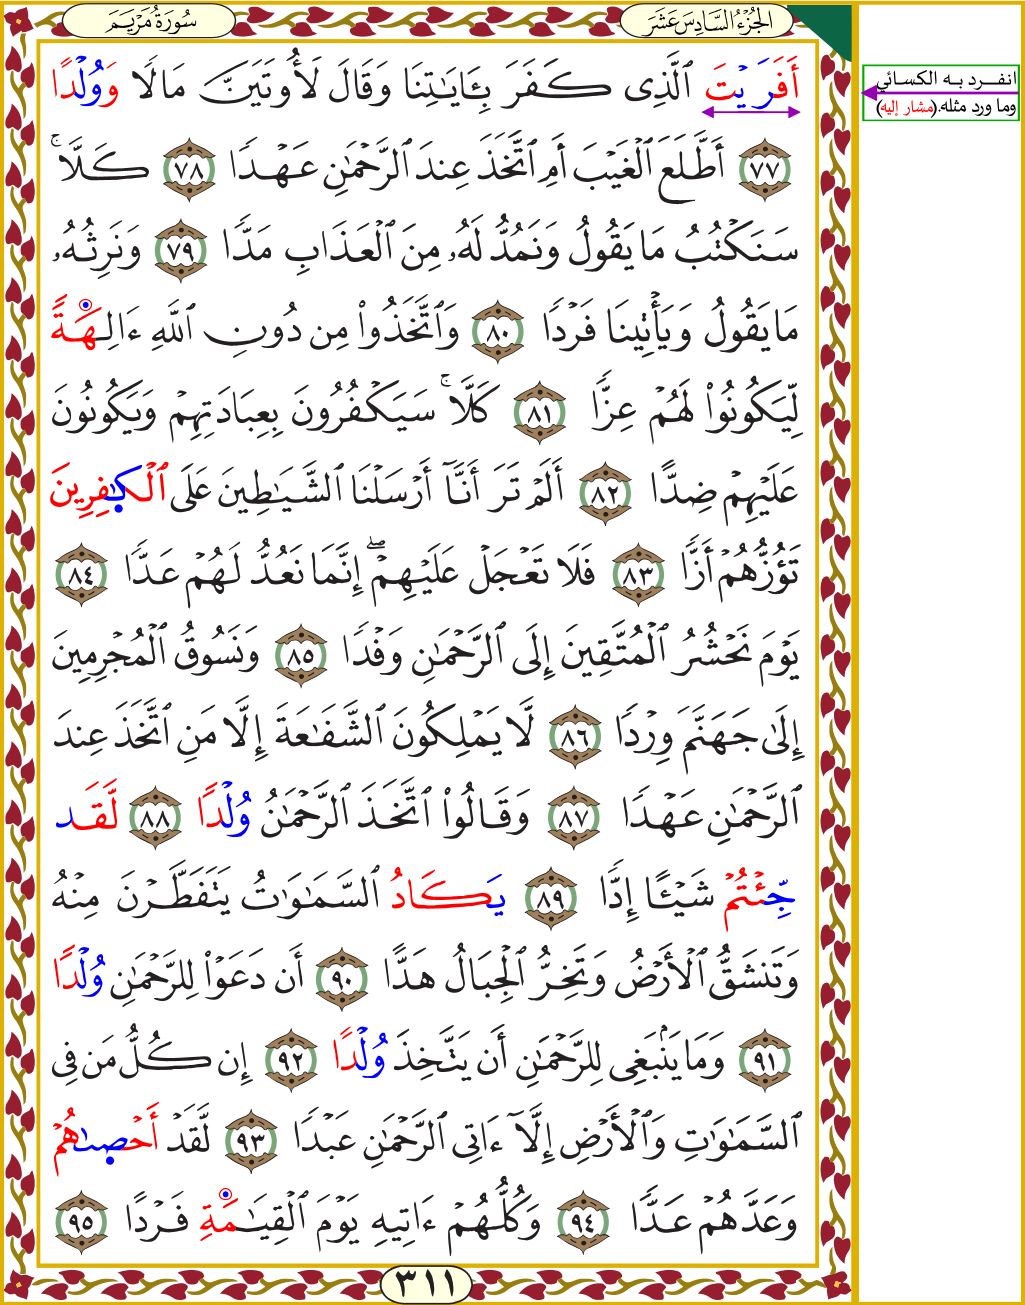 سُورَةُ مَرْيَمَ
الجُزْءُ السَّادِسَ عَشَرَ
أَفَرَيْتَ ٱلَّذِي كَفَرَ بِـَٔايَٰتِنَا وَقَالَ لَأُوتَيَنَّ مَالًا وَوُلْدًا
٧٧ أَطَّلَعَ ٱلْغَيْبَ أَمِ ٱتَّخَذَ عِندَ ٱلرَّحْمَٰنِ عَهْدًا ٧٨ كَلَّاۚ
سَنَكْتُبُ مَا يَقُولُ وَنَمُدُّ لَهُۥ مِنَ ٱلْعَذَابِ مَدًّا ٧٩ وَنَرِثُهُۥ
مَا يَقُولُ وَيَأْتِينَا فَرْدًا ٨٠ وَٱتَّخَذُواْ مِن دُونِ ٱللَّهِ ءَالِهَةً
لِّيَكُونُواْ لَهُمْ عِزًّا ٨١ كَلَّاۚ سَيَكْفُرُونَ بِعِبَادَتِهِمْ وَيَكُونُونَ
عَلَيْهِمْ ضِدًّا ٨٢ أَلَمْ تَرَ أَنَّآ أَرْسَلْنَا ٱلشَّيَٰطِينَ عَلَى ٱلْكَٰفِرِينَ
تَؤُزُّهُمْ أَزًّا ٨٣ فَلَا تَعْجَلْ عَلَيْهِمْۖ إِنَّمَا نَعُدُّ لَهُمْ عَدًّا ٨٤
يَوْمَ نَحْشُرُ ٱلْمُتَّقِينَ إِلَى ٱلرَّحْمَٰنِ وَفْدًا ٨٥ وَنَسُوقُ ٱلْمُجْرِمِينَ
إِلَىٰ جَهَنَّمَ وِرْدًا ٨٦ لَّا يَمْلِكُونَ ٱلشَّفَٰعَةَ إِلَّا مَنِ ٱتَّخَذَ عِندَ
ٱلرَّحْمَٰنِ عَهْدًا ٨٧ وَقَالُواْ ٱتَّخَذَ ٱلرَّحْمَٰنُ وُلْدًا ٨٨ لَّقَد
جِّئْتُمْ شَيْـًٔا إِدًّا ٨٩ يَكَادُ ٱلسَّمَٰوَٰتُ يَتَفَطَّرْنَ مِنْهُ
وَتَنشَقُّ ٱلْأَرْضُ وَتَخِرُّ ٱلْجِبَالُ هَدًّا ٩٠ أَن دَعَوْاْ لِلرَّحْمَٰنِ وُلْدًا
٩١ وَمَا يَنۢبَغِي لِلرَّحْمَٰنِ أَن يَتَّخِذَ وُلْدًا ٩٢ إِن كُلُّ مَن فِي
ٱلسَّمَٰوَٰتِ وَٱلْأَرْضِ إِلَّآ ءَاتِي ٱلرَّحْمَٰنِ عَبْدًا ٩٣ لَّقَدْ أَحْصَىٰهُمْ
وَعَدَّهُمْ عَدًّا ٩٤ وَكُلُّهُمْ ءَاتِيهِ يَوْمَ ٱلْقِيَٰمَةِ فَرْدًا ٩٥
٣١١
انفرد به الكسائي
وما ورد مثله.(مشار إليه)